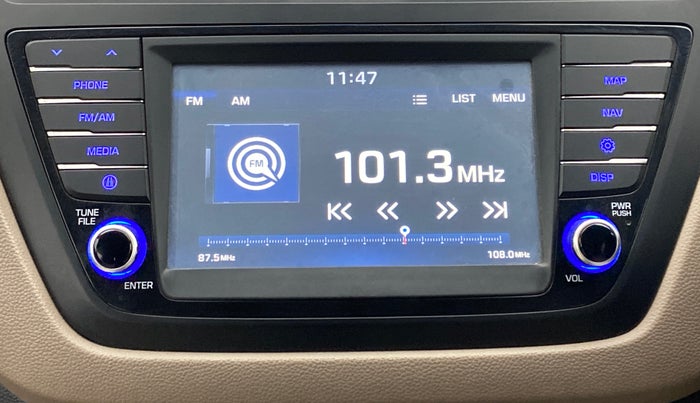 11:47
FM AM LIST MENU
PHONE
FM/AM
MEDIA
MAP
NAV
DISP
FM
101.3 MHz
87.5 MHz 108.0 MHz
TUNE
FILE
ENTER
PWR
PUSH
VOL